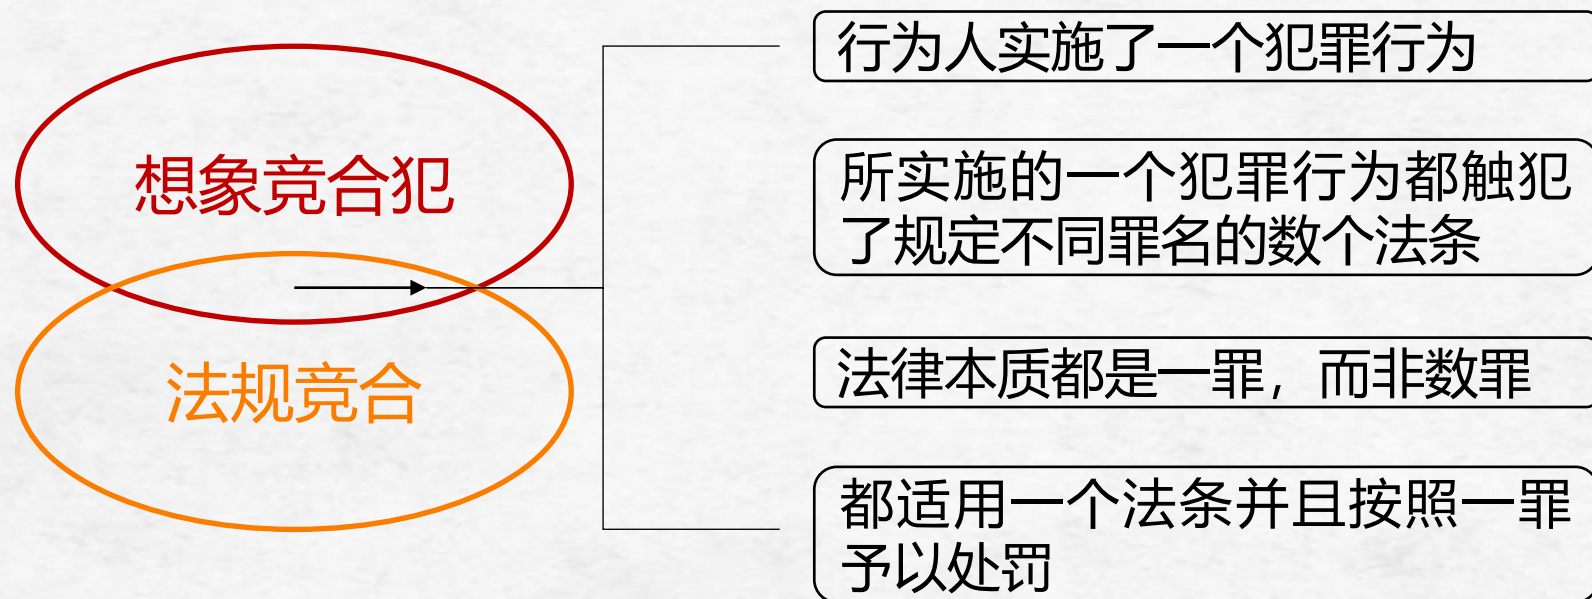 想象竞合犯
法规竞合
行为人实施了一个犯罪行为
所实施的一个犯罪行为都触犯
了规定不同罪名的数个法条
法律本质都是一罪，而非数罪
都适用一个法条并且按照一罪
予以处罚